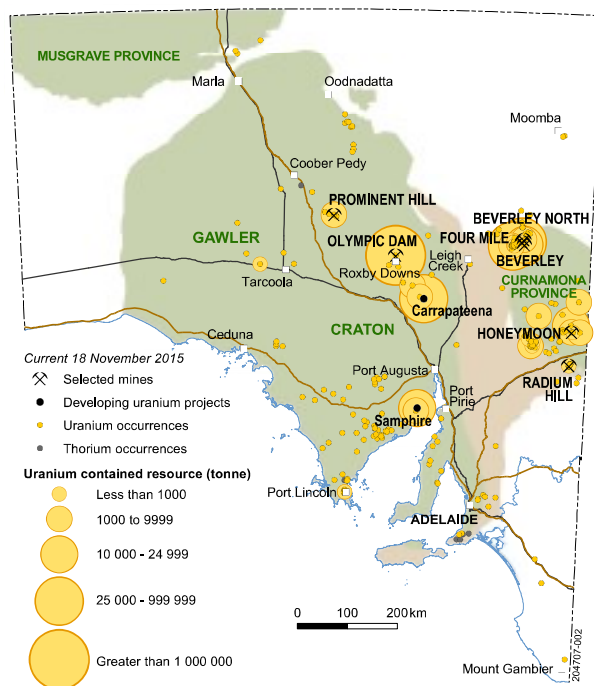 MUSGRAVE PROVINCE
Marla
Oodnadatta
Moomba
Coober Pedy
PROMINENT HILL
BEVERLEY NORTH
GAWLER
OLYMPIC DAM
FOUR MILE
Roxby Downs
Leigh
Creek
BEVERLEY
Tarcoola
CURNAMONA
PROVINCE
Carrapateena
CRATON
HONEYMOON
Ceduna
Port Augusta
RADIUM
HILL
Port
Pirie
Samphire
Port Lincoln
ADELAIDE
Mount Gambier
Current 18 November 2015
Selected mines
Developing uranium projects
Uranium occurrences
Thorium occurrences
Uranium contained resource (tonne)
Less than 1000
1000 to 9999
10 000 - 24 999
25 000 - 999 999
Greater than 1 000 000
0 100 200 km
204707-002